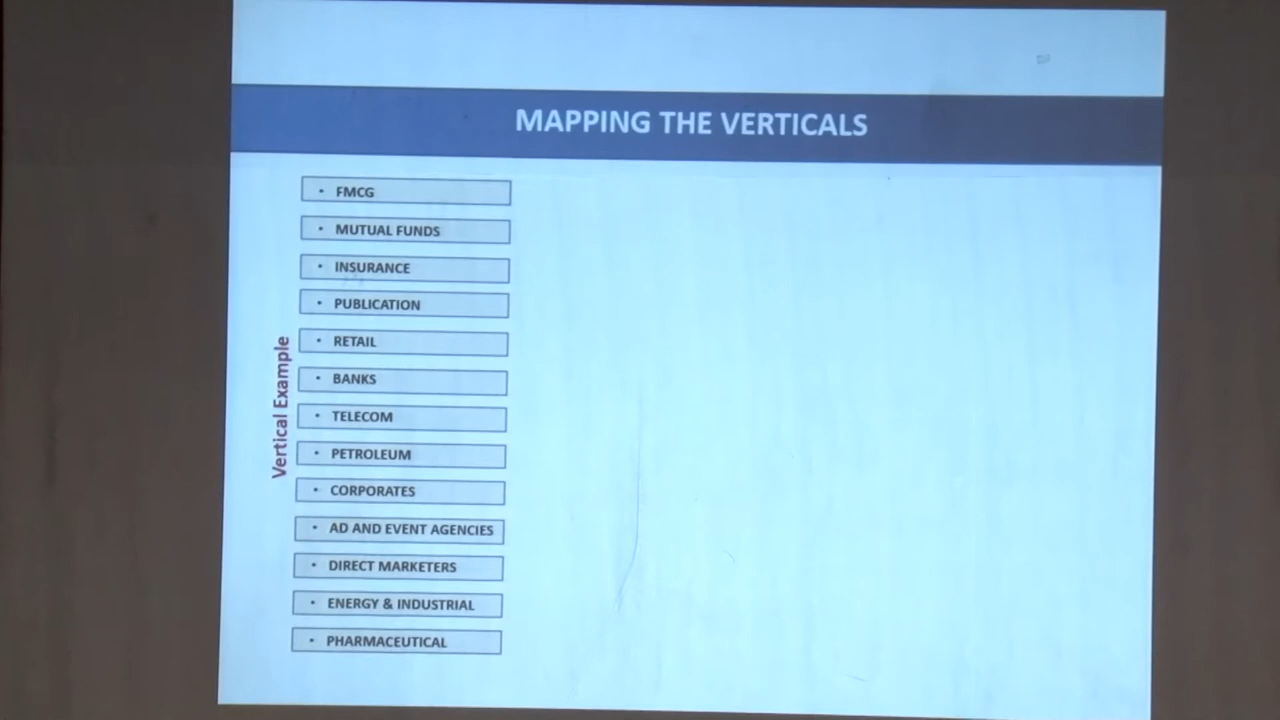 MAPPING THE VERTICALS
Vertical Example
• FMCG
• MUTUAL FUNDS
• INSURANCE
• PUBLICATION
• RETAIL
• BANKS
• TELECOM
• PETROLEUM
• CORPORATES
• AD AND EVENT AGENCIES
• DIRECT MARKETERS
• ENERGY & INDUSTRIAL
• PHARMACEUTICAL